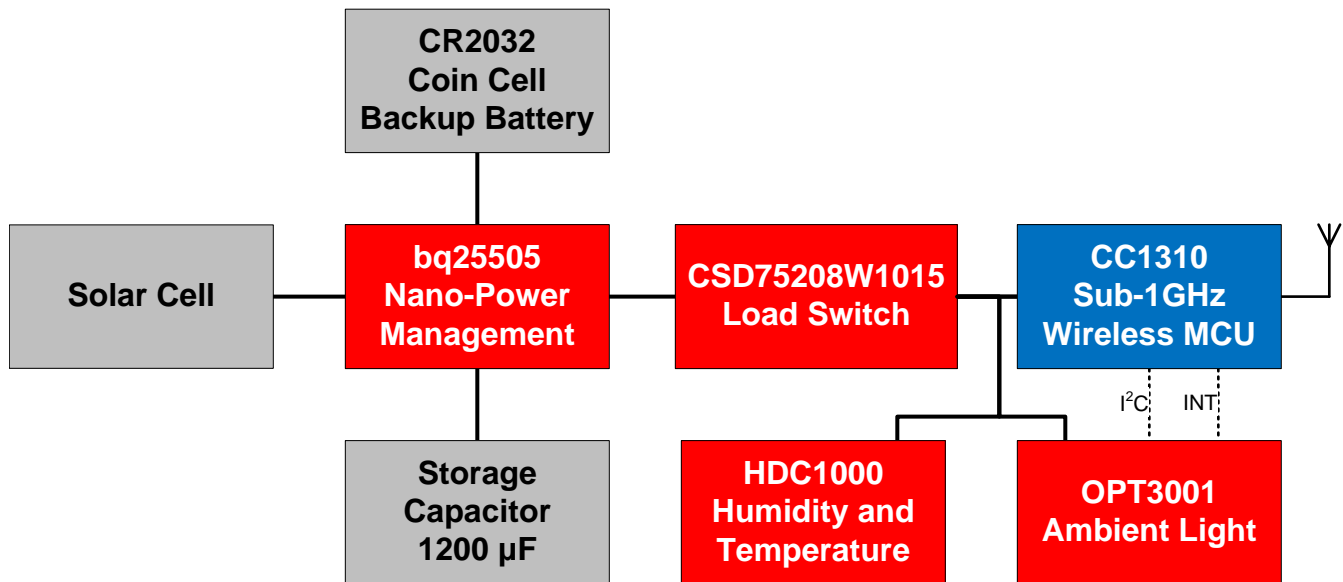 CR2032
Coin Cell
Backup Battery
Solar Cell
bq25505
Nano-Power
Management
CSD75208W1015
Load Switch
CC1310
Sub-1GHz
Wireless MCU
I²C
INT
Storage
Capacitor
1200 µF
HDC1000
Humidity and
Temperature
OPT3001
Ambient Light